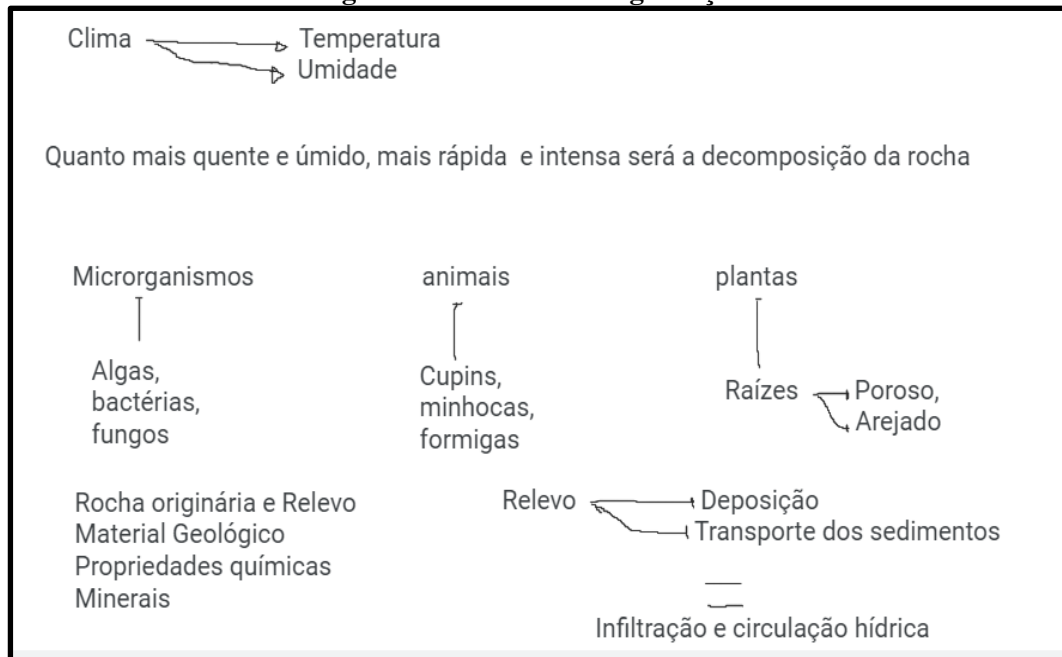 Clima Temperatura
Umidade
Quanto mais quente e úmido, mais rápida e intensa será a decomposição da rocha
Microrganismos animais plantas
Algas,
bactérias,
fungos
Cupins,
minhocas,
formigas
Raízes Poroso,
Arejado
Rocha originária e Relevo
Material Geológico
Propriedades químicas
Minerais
Relevo Deposição
Transporte dos sedimentos
Infiltração e circulação hídrica